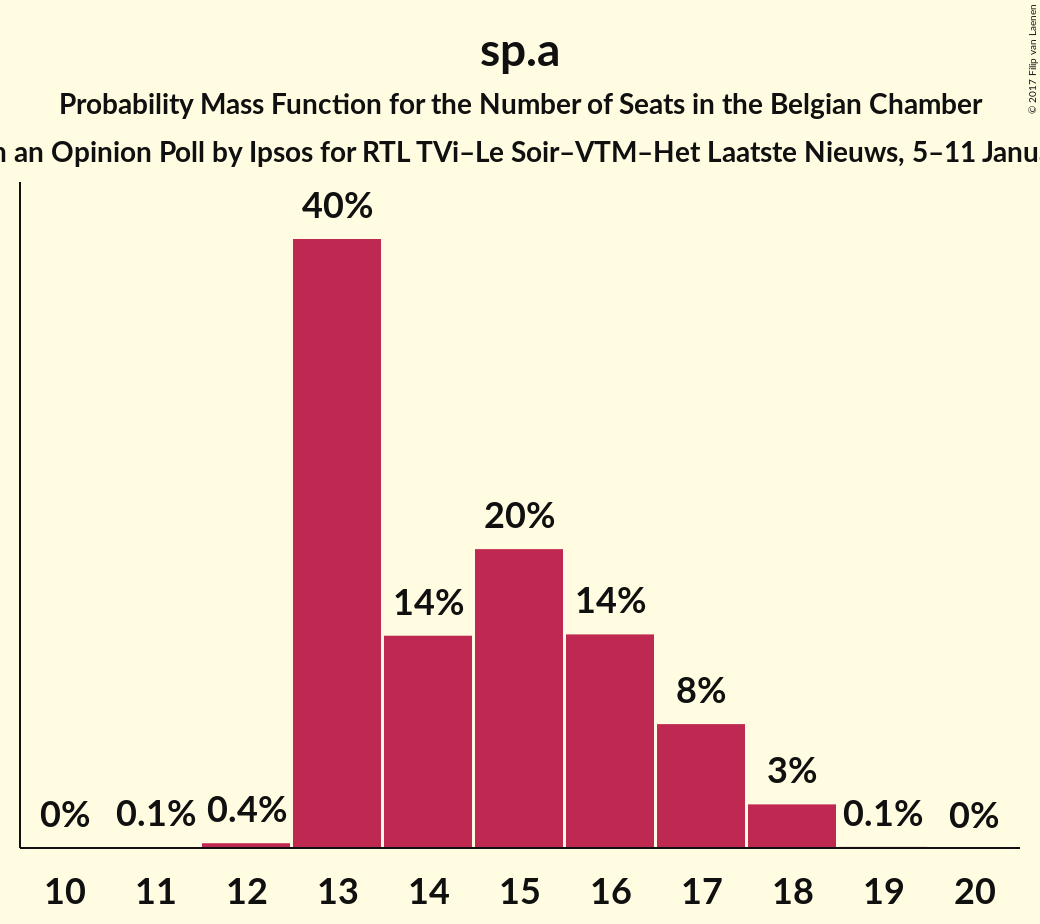 sp.a
Probability Mass Function for the Number of Seats in the Belgian Chamber
an Opinion Poll by Ipsos for RTL TVi–Le Soir–VTM–Het Laatste Nieuws, 5–11
© 2017 Filip van Laenen
40%
20%
14%
14%
8%
3%
0%
0.1%
0.4%
0.1%
0%
10 11 12 13 14 15 16 17 18 19 20